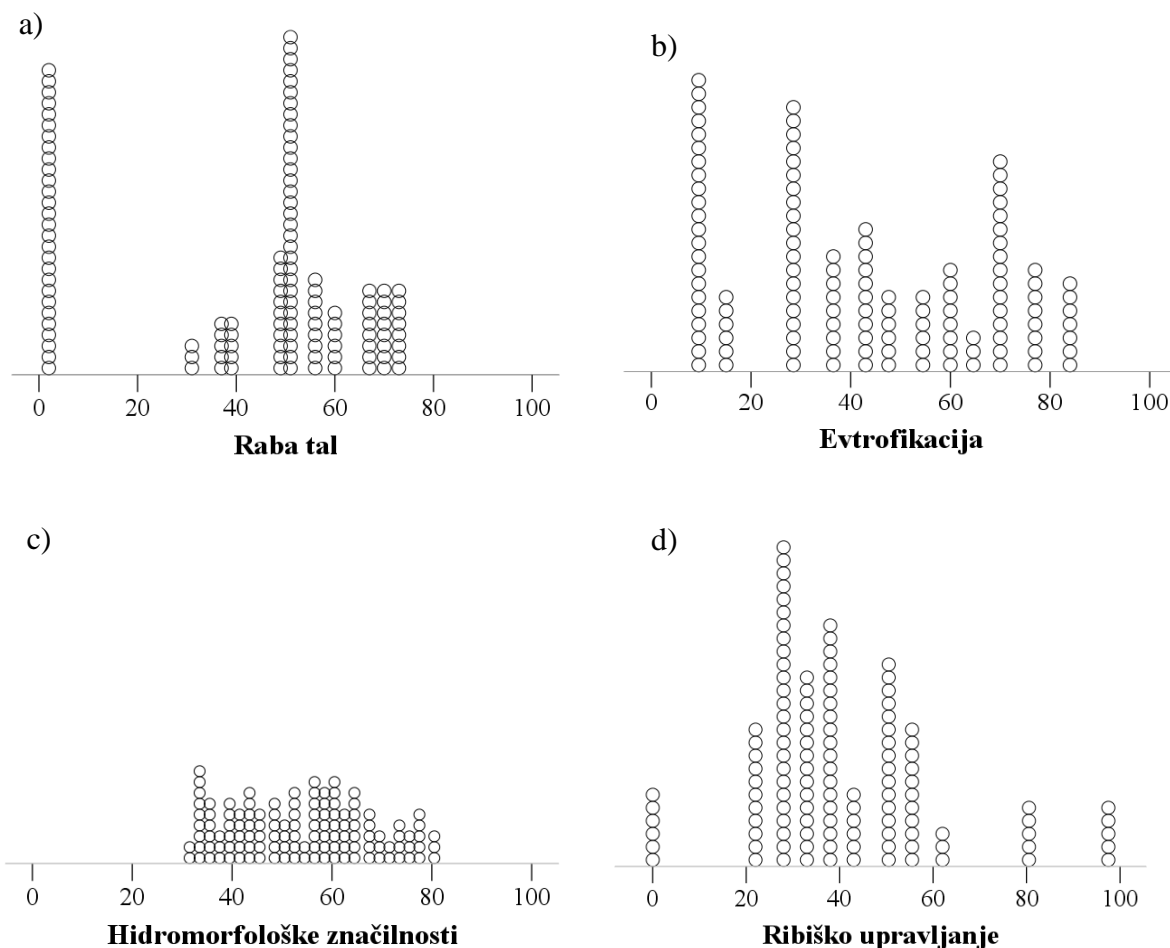 a)
0 20 40 60 80 100
Raba tal
b)
0 20 40 60 80 100
Evtrofikacija
c)
0 20 40 60 80 100
Hidromorfološke značilnosti
d)
0 20 40 60 80 100
Ribiško upravljanje